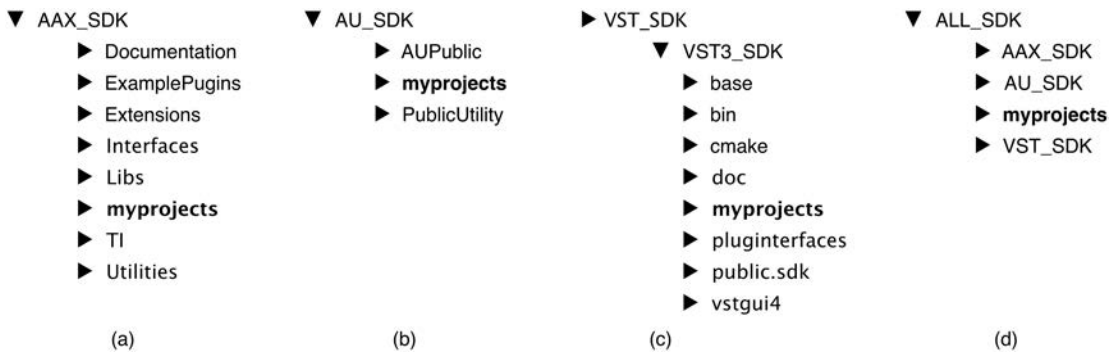 AAX_SDK
Documentation
ExamplePugins
Extensions
Interfaces
Libs
myprojects
TI
Utilities
(a)
AU_SDK
AUPublic
myprojects
PublicUtility
(b)
VST_SDK
VST3_SDK
base
bin
cmake
doc
myprojects
pluginterfaces
public.sdk
vstgui4
(c)
ALL_SDK
AAX_SDK
AU_SDK
myprojects
VST_SDK
(d)